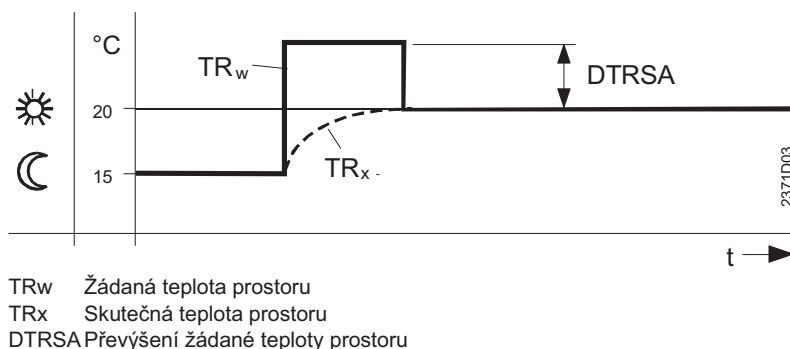 °C
TRw
DTRSA
20
TRx -
15
2371D03
t
TRw Žádaná teplota prostoru
TRx Skutečná teplota prostoru
DTRSA Převýšení žádané teploty prostoru